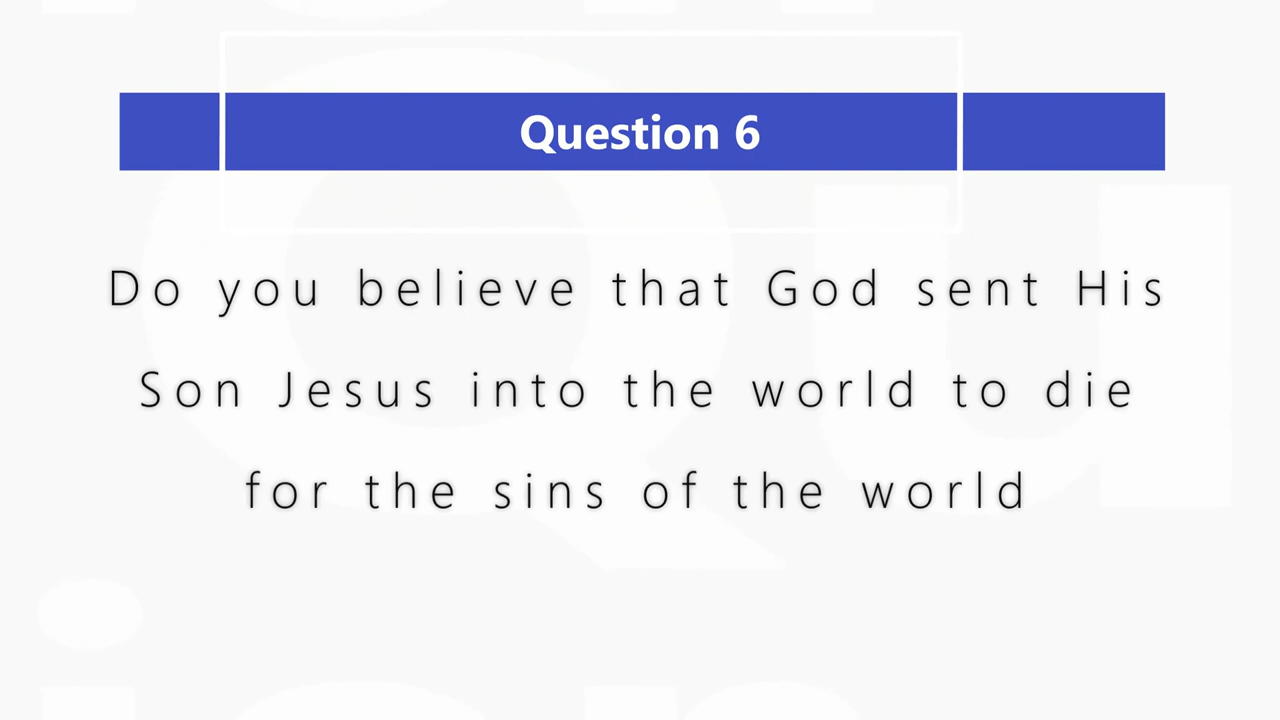 Question 6
Do you believe that God sent His
Son Jesus into the world to die
for the sins of the world